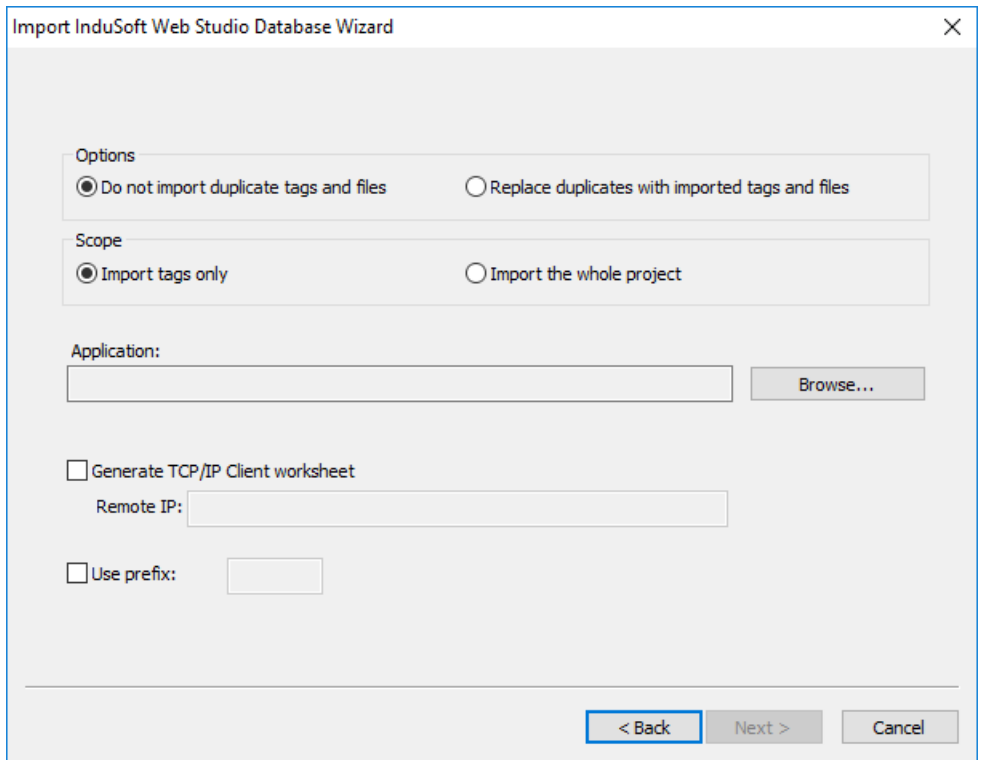 Import InduSoft Web Studio Database Wizard
Options
Do not import duplicate tags and files
Replace duplicates with imported tags and files
Scope
Import tags only
Import the whole project
Application:
Browse...
Generate TCP/IP Client worksheet
Remote IP:
Use prefix:
< Back
Next >
Cancel